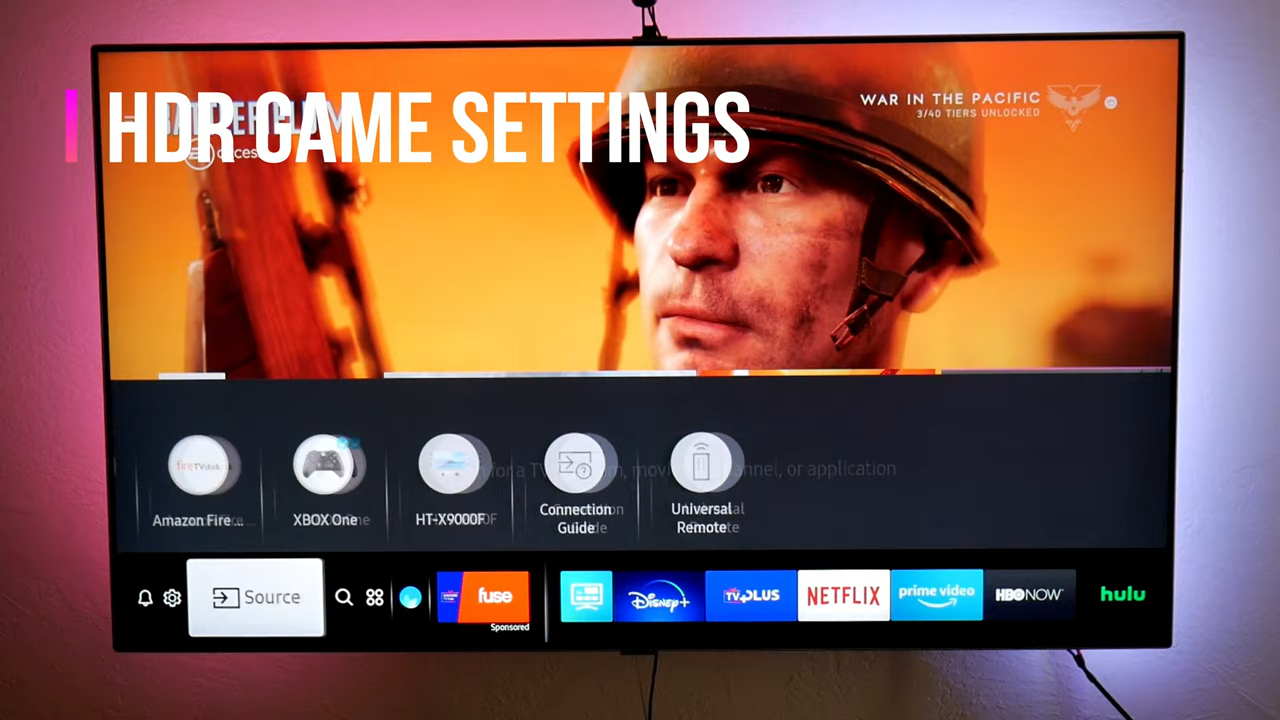 HDR GAME SETTINGS
WAR IN THE PACIFIC
3/40 TIERS UNLOCKED
Amazon Fire...
XBOX One
HT-X9000F
Connection
Guide
Universal
Remote
fireTVstick
Source
fuse
Sponsored
Disney+
TV PLUS
NETFLIX
prime video
HBO NOW
hulu